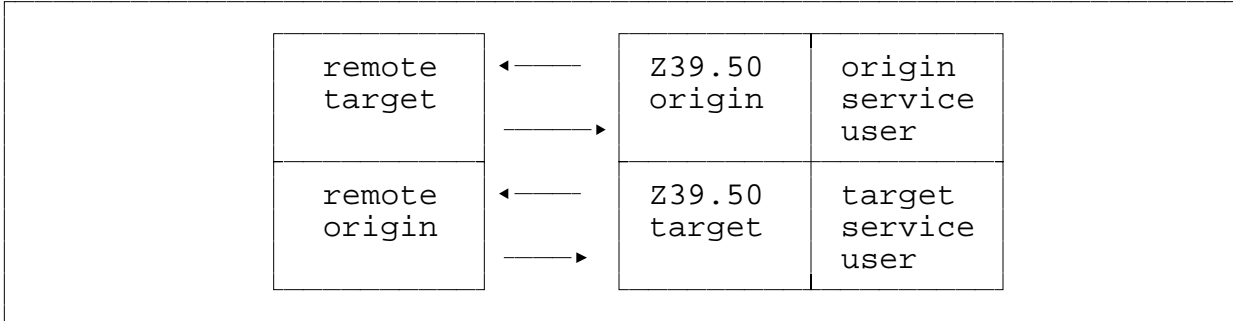 remote Z39.50 origin
target origin service
user
remote Z39.50 target
origin target service
user